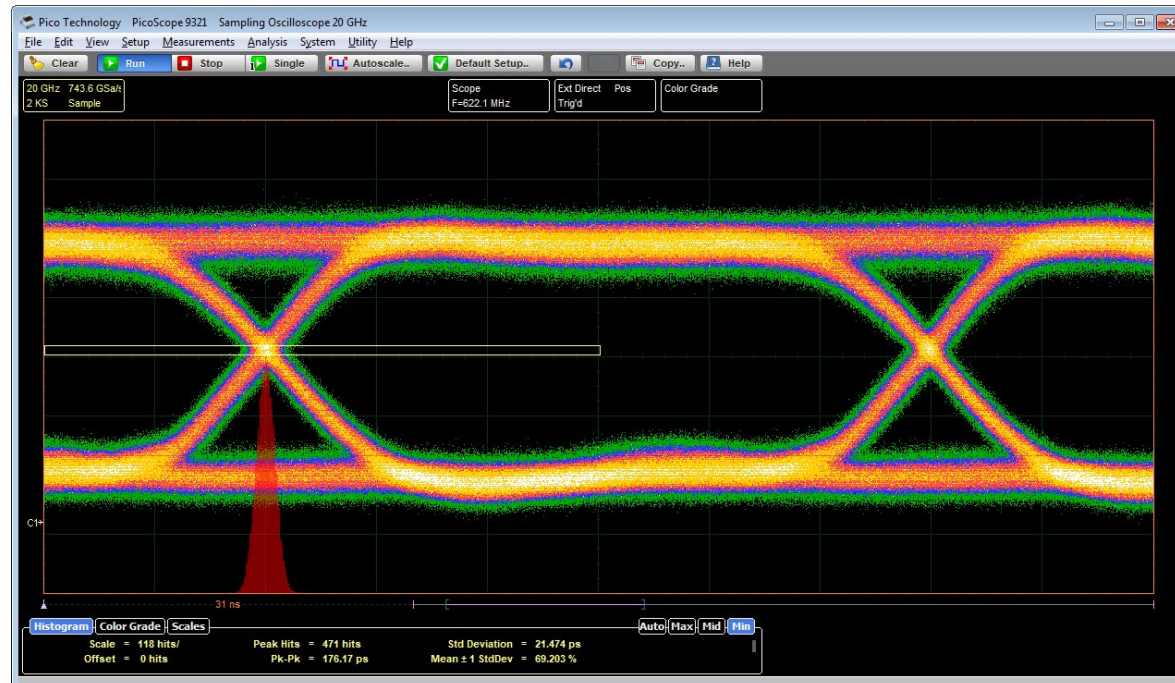 Pico Technology PicoScope 9321 Sampling Oscilloscope 20 GHz
File Edit View Setup Measurements Analysis System Utility Help
Clear Run Stop Single Autoscale.. Default Setup.. Copy.. Help
20 GHz 743.6 GSa/s Scope Ext Direct Pos Color Grade
2 KS Sample F=622.1 MHz Trig'd
C1
31 ns
Histogram Color Grade Scales Auto Max Mid Min
Scale = 118 hits/ Peak Hits = 471 hits Std Deviation = 21.474 ps
Offset = 0 hits Pk-Pk = 176.17 ps Mean ± 1 StdDev = 69.203 %